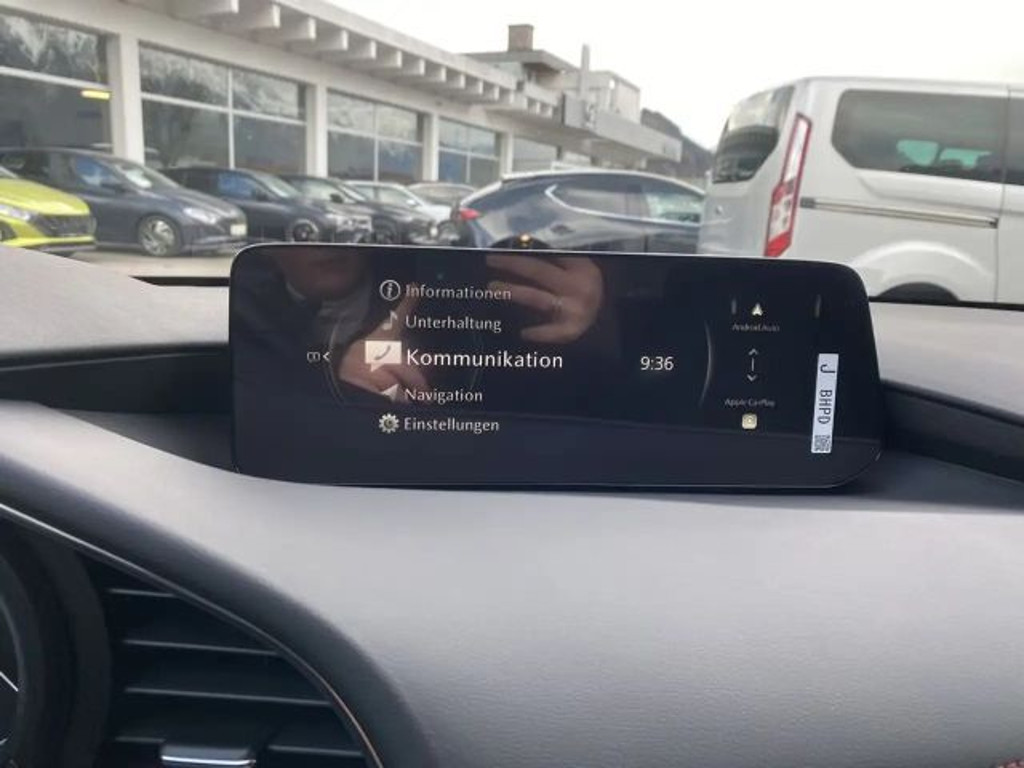 Informationen
Unterhaltung
Kommunikation
Navigation
Einstellungen
9:36
Android Auto
Apple CarPlay
J BHPD